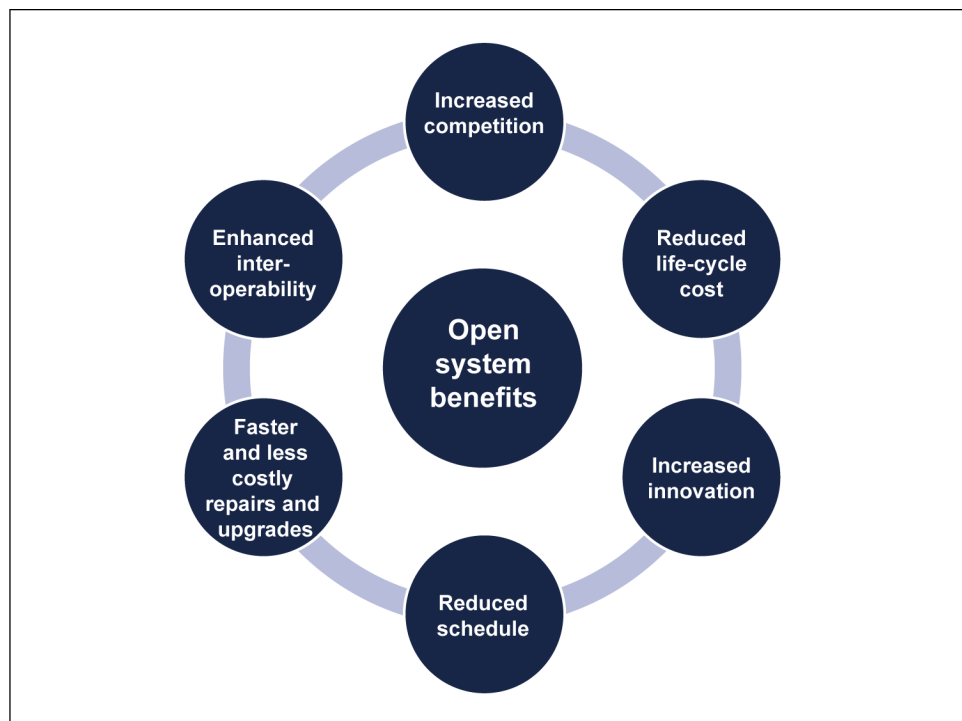 Increased
competition
Reduced
life-cycle
cost
Increased
innovation
Reduced
schedule
Faster
and less
costly
repairs and
upgrades
Enhanced
inter-
operability
Open
system
benefits